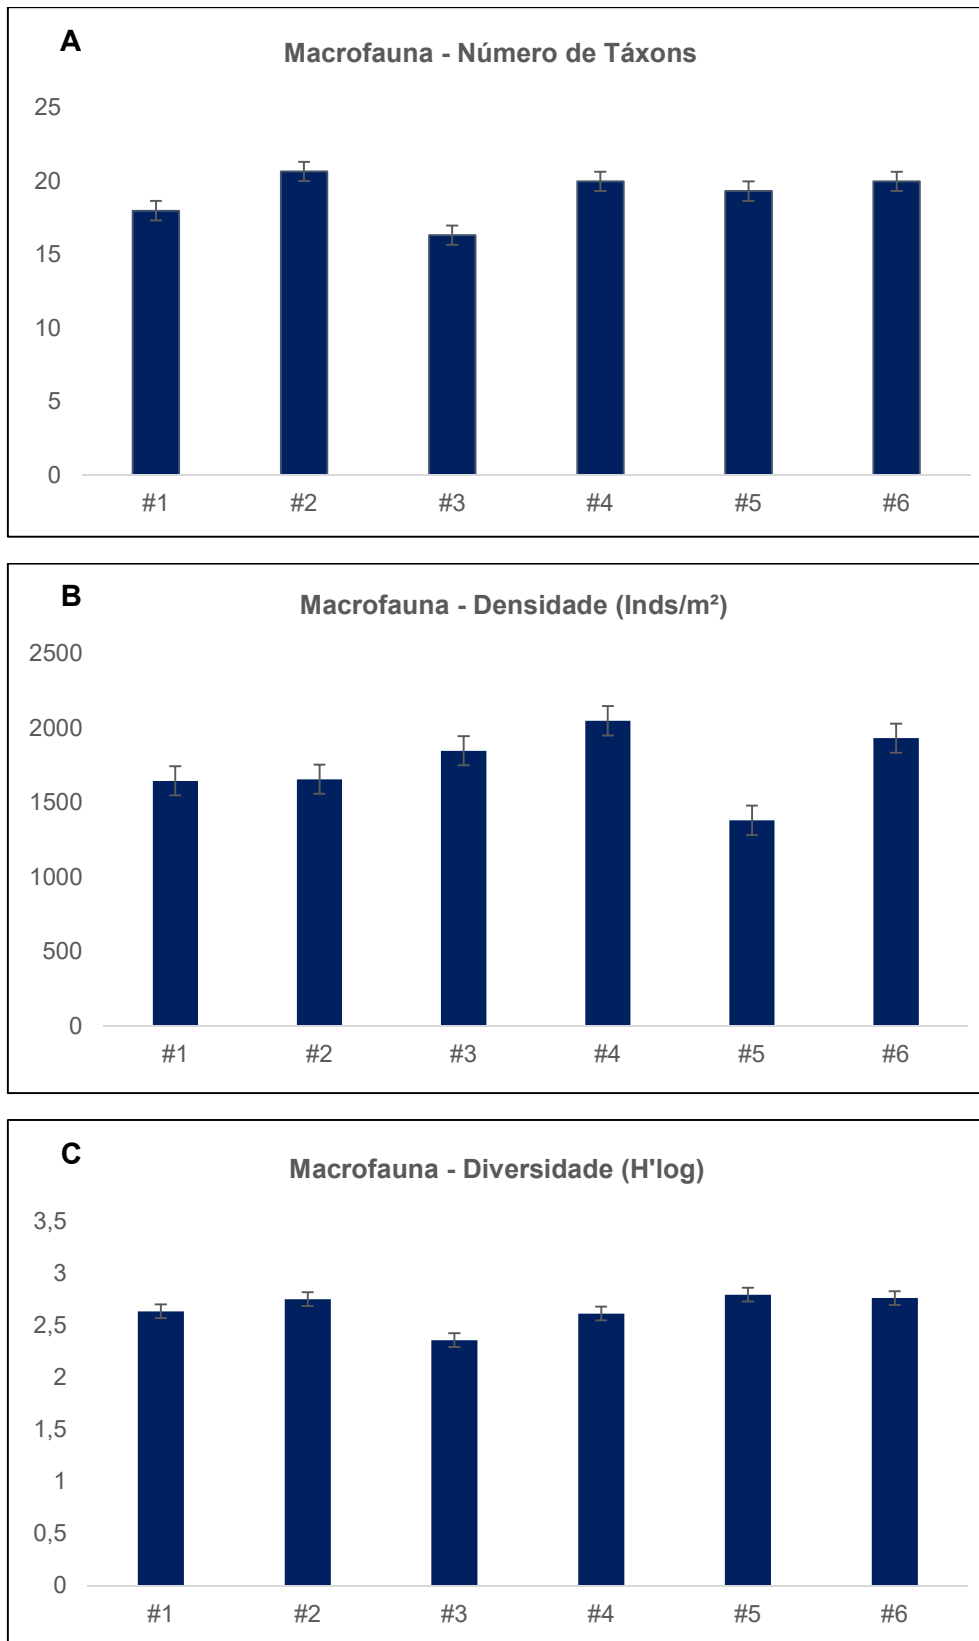 A
Macrofauna - Número de Táxons
25
20
15
10
5
0
#1 #2 #3 #4 #5 #6
B
Macrofauna - Densidade (Inds/m²)
2500
2000
1500
1000
500
0
#1 #2 #3 #4 #5 #6
C
Macrofauna - Diversidade (H'log)
3,5
3
2,5
2
1,5
1
0,5
0
#1 #2 #3 #4 #5 #6